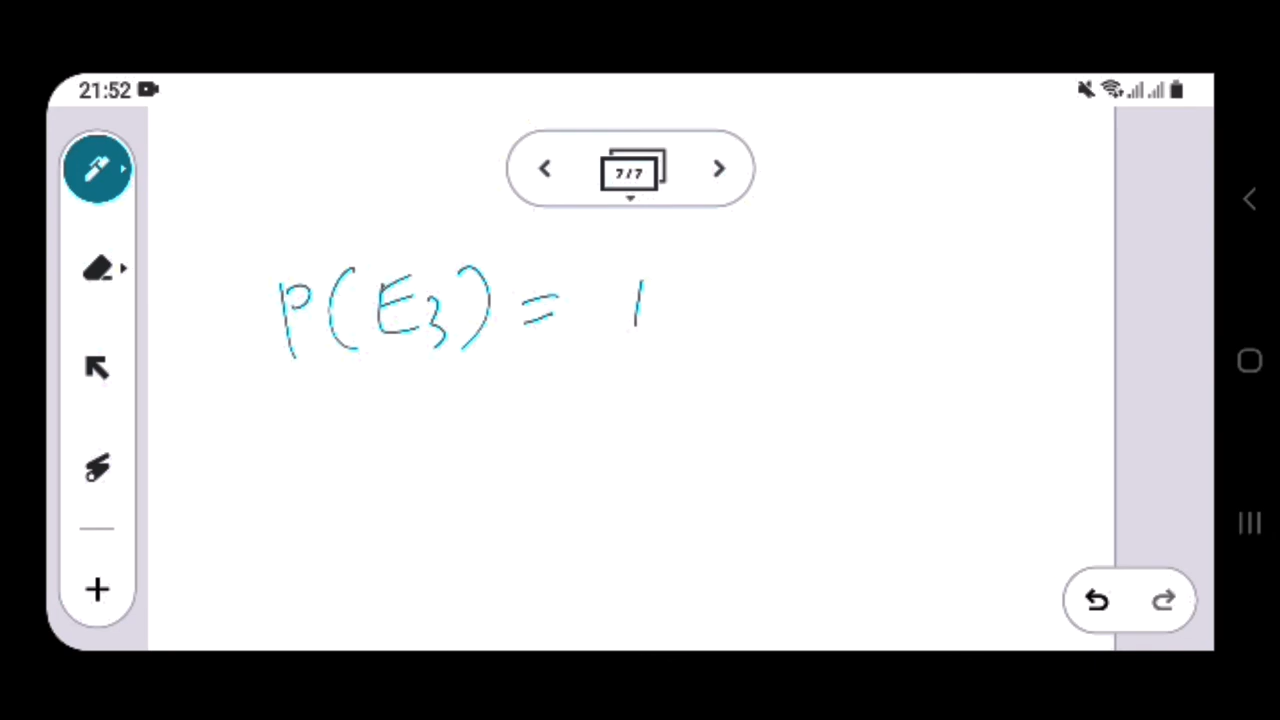 21:52
7/7
P(E₃) = 1